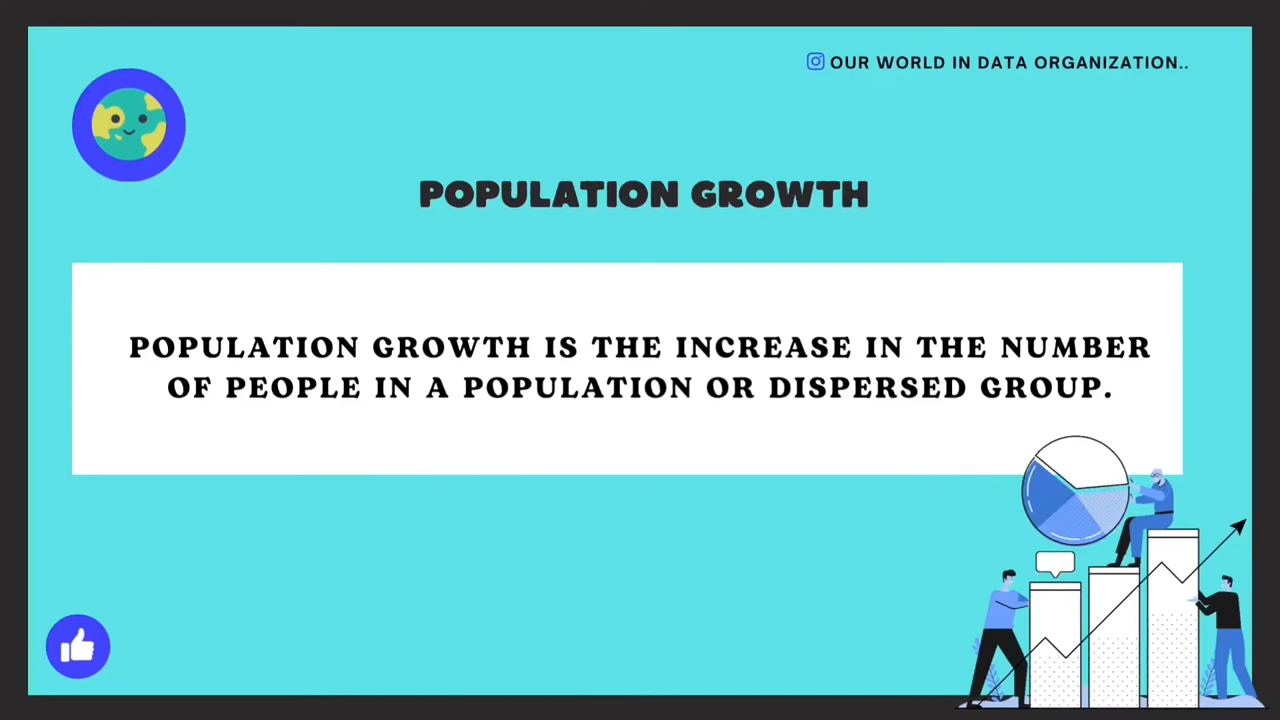 OUR WORLD IN DATA ORGANIZATION..
POPULATION GROWTH
POPULATION GROWTH IS THE INCREASE IN THE NUMBER
OF PEOPLE IN A POPULATION OR DISPERSED GROUP.